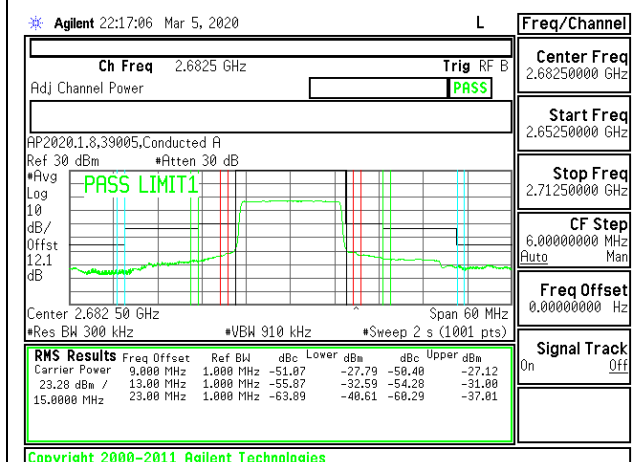 Agilent 22:17:06 Mar 5, 2020 L
Freq/Channel
Ch Freq 2.6825 GHz Trig RF B
Adj Channel Power PASS
Center Freq
2.68250000 GHz
Start Freq
2.65250000 GHz
Stop Freq
2.71250000 GHz
CF Step
6.00000000 MHz
Auto Man
Freq Offset
0.00000000 Hz
Signal Track
On Off
AP2020.1.8,39005,Conducted A
Ref 30 dBm #Atten 30 dB
#Avg
Log
10
dB/
Offst
12.1
dB
PASS LIMIT1
Center 2.682 50 GHz Span 60 MHz
#Res BW 300 kHz #VBW 910 kHz #Sweep 2 s (1001 pts)
RMS Results Freq Offset Ref BW dBc Lower dBm dBc Upper dBm
Carrier Power 9.000 MHz 1.000 MHz -51.07 -27.79 -50.40 -27.12
23.28 dBm / 13.00 MHz 1.000 MHz -55.87 -32.59 -54.28 -31.00
15.0000 MHz 23.00 MHz 1.000 MHz -63.89 -40.61 -60.29 -37.01
Copyright 2000-2011 Agilent Technologies